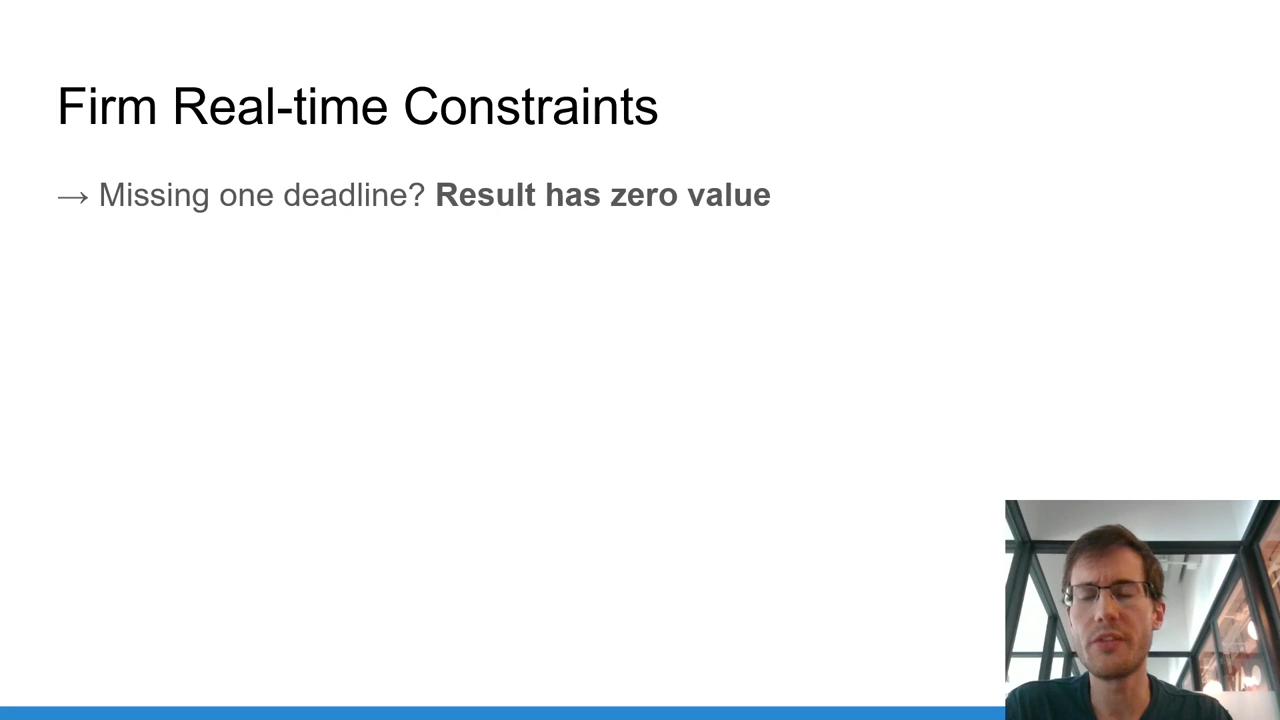 Firm Real-time Constraints
→ Missing one deadline? Result has zero value